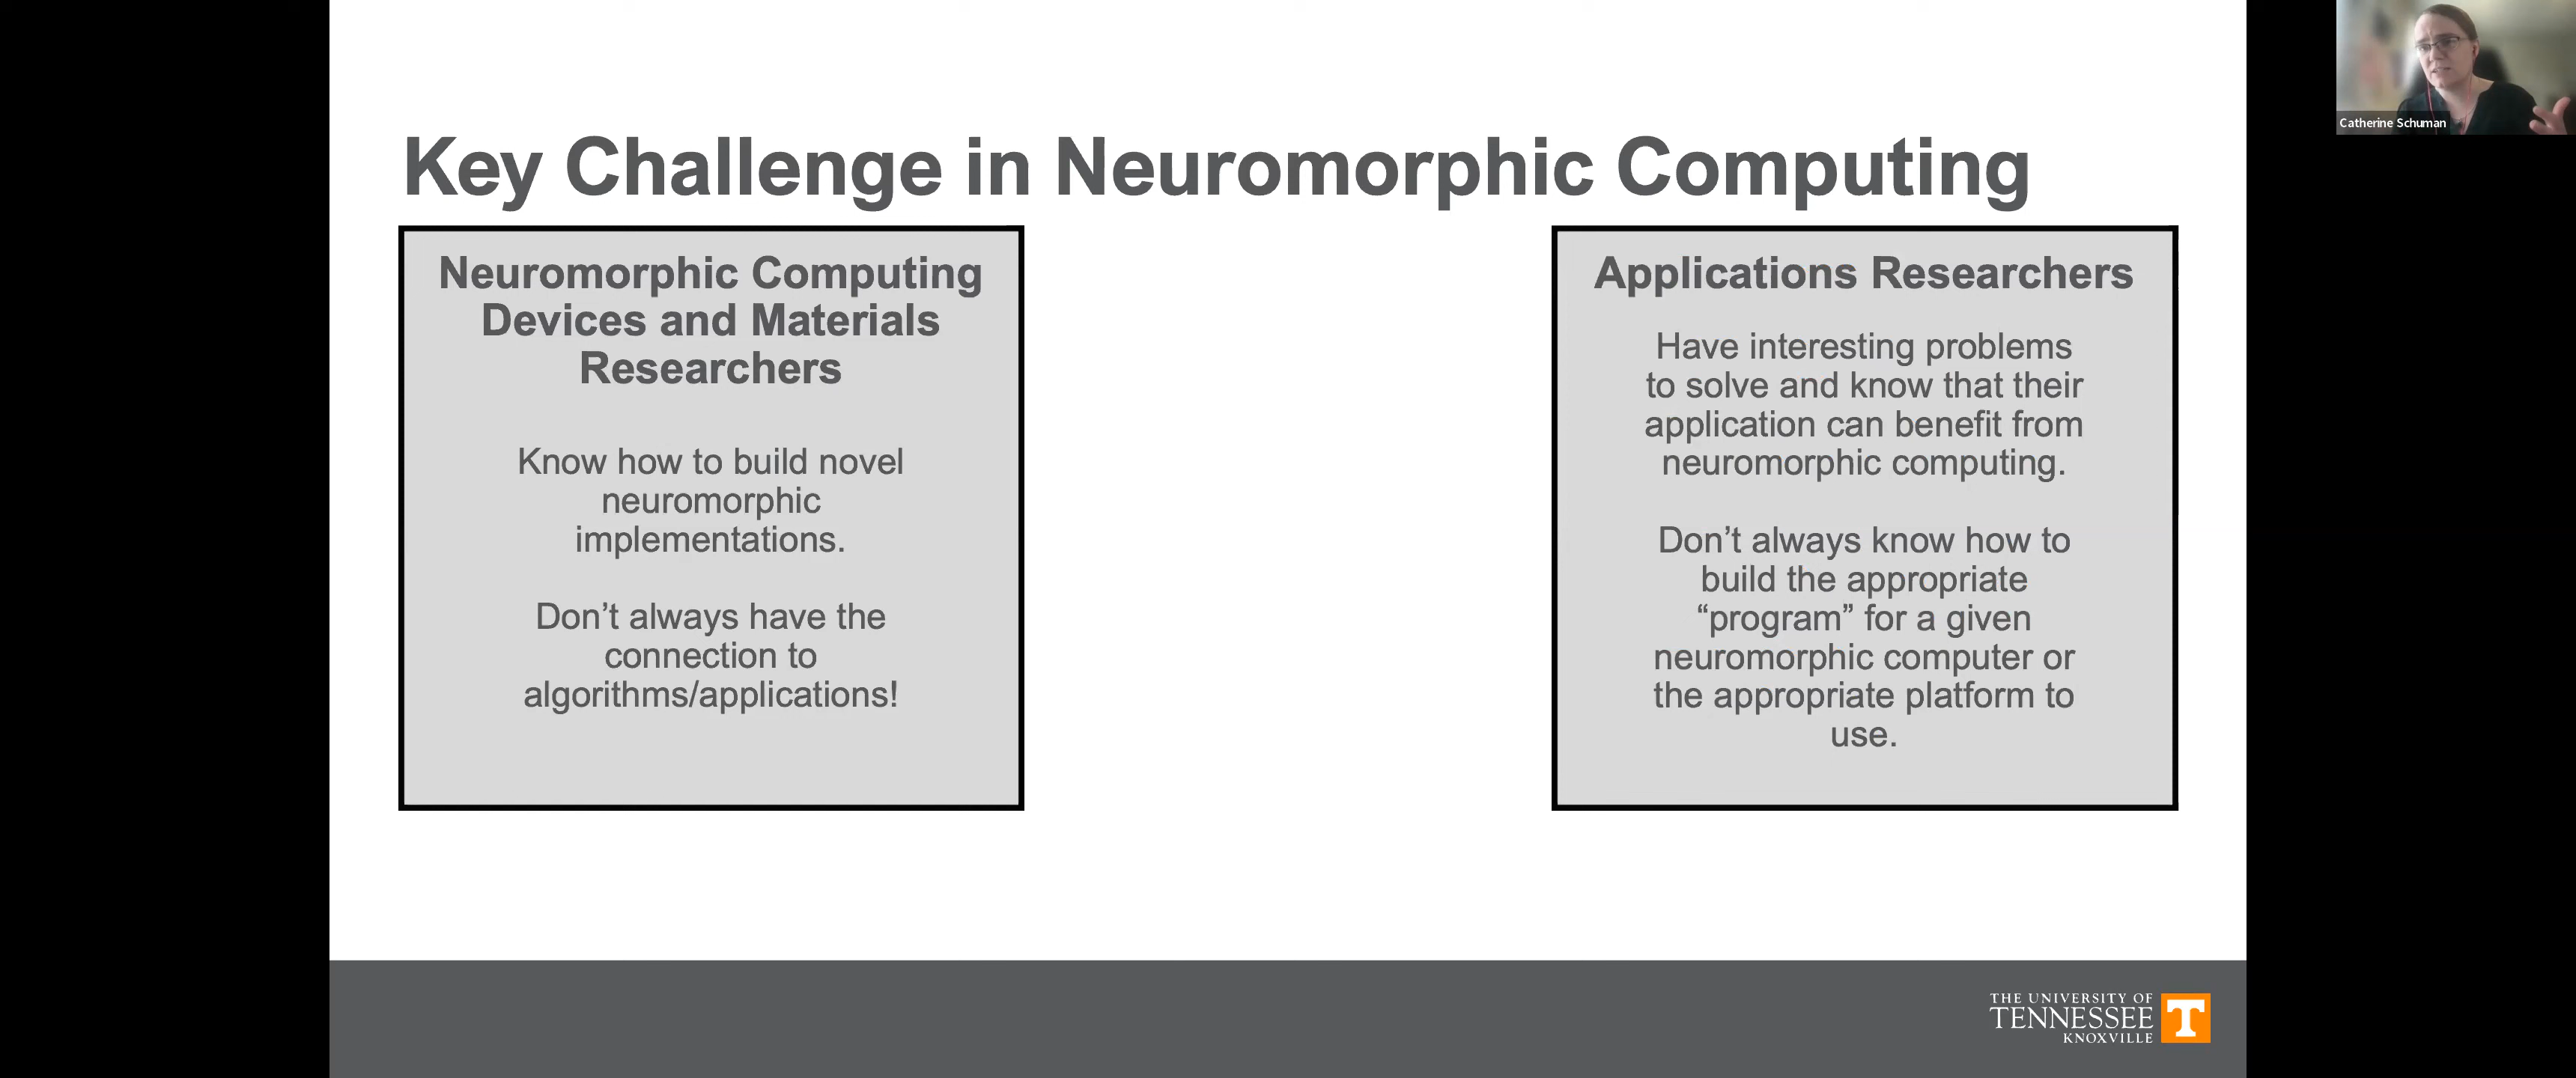 Key Challenge in Neuromorphic Computing
Neuromorphic Computing
Devices and Materials
Researchers
Know how to build novel
neuromorphic
implementations.
Don’t always have the
connection to
algorithms/applications!
Applications Researchers
Have interesting problems
to solve and know that their
application can benefit from
neuromorphic computing.
Don’t always know how to
build the appropriate
“program” for a given
neuromorphic computer or
the appropriate platform to
use.
Catherine Schuman
THE UNIVERSITY OF
TENNESSEE
KNOXVILLE
T